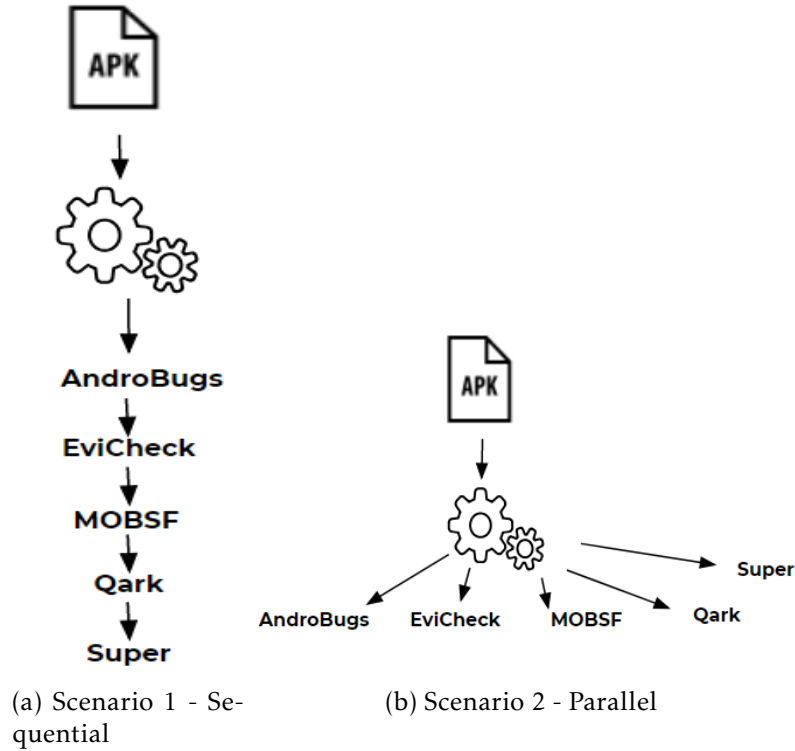 APK
AndroBugs
EviCheck
MOBSF
Qark
Super
(a) Scenario 1 - Se-
quential
APK
Super
AndroBugs EviCheck MOBSF Qark
(b) Scenario 2 - Parallel